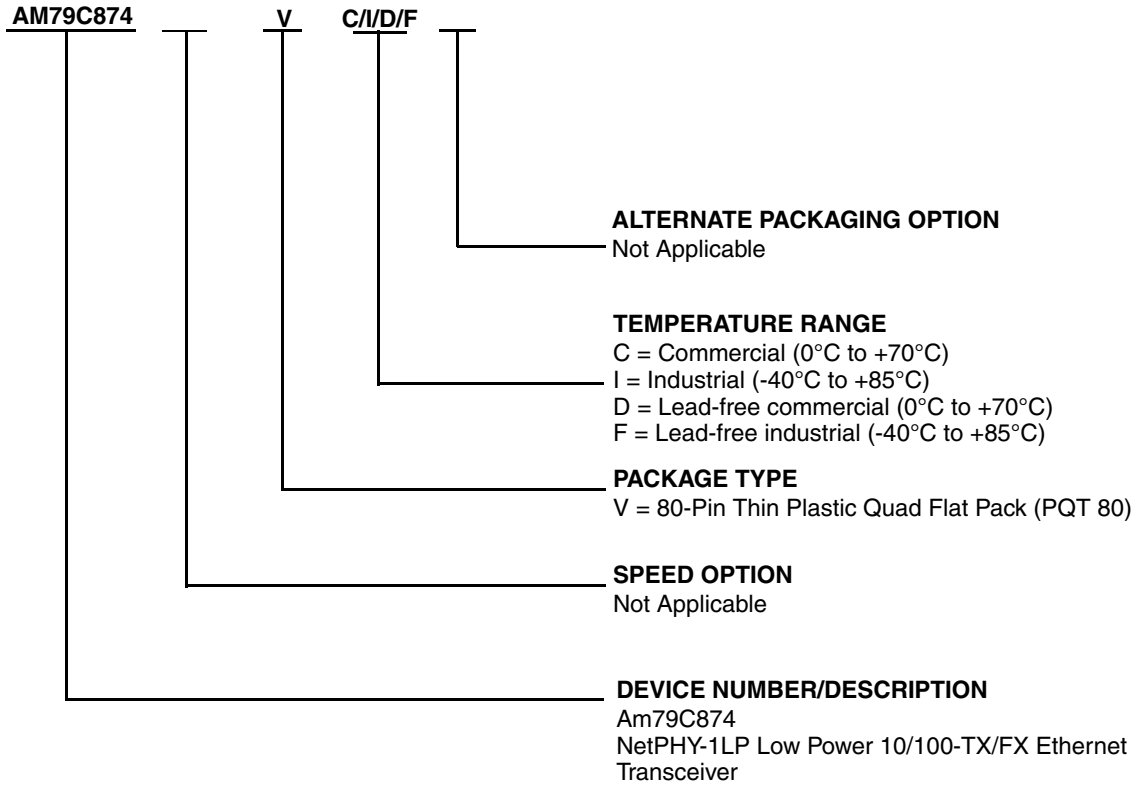 AM79C874 V C/I/D/F
ALTERNATE PACKAGING OPTION
Not Applicable
TEMPERATURE RANGE
C = Commercial (0°C to +70°C)
I = Industrial (-40°C to +85°C)
D = Lead-free commercial (0°C to +70°C)
F = Lead-free industrial (-40°C to +85°C)
PACKAGE TYPE
V = 80-Pin Thin Plastic Quad Flat Pack (PQT 80)
SPEED OPTION
Not Applicable
DEVICE NUMBER/DESCRIPTION
Am79C874
NetPHY-1LP Low Power 10/100-TX/FX Ethernet
Transceiver